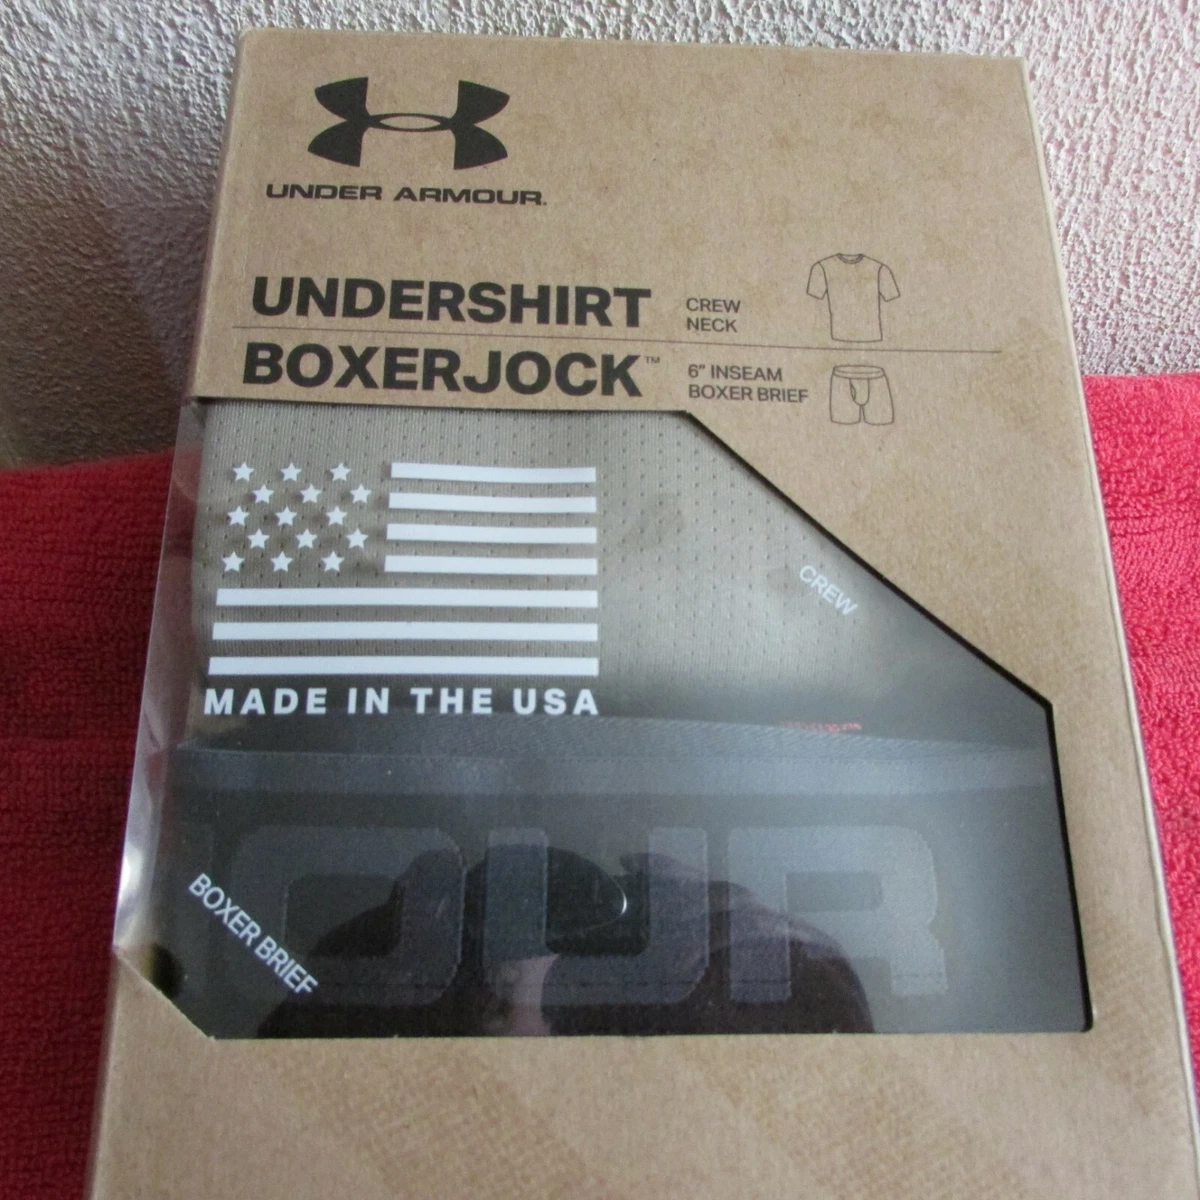 UNDER ARMOUR.
UNDERSHIRT
CREW
NECK
BOXERJOCK™
6" INSEAM
BOXER BRIEF
MADE IN THE USA
CREW
BOXER BRIEF
OUR